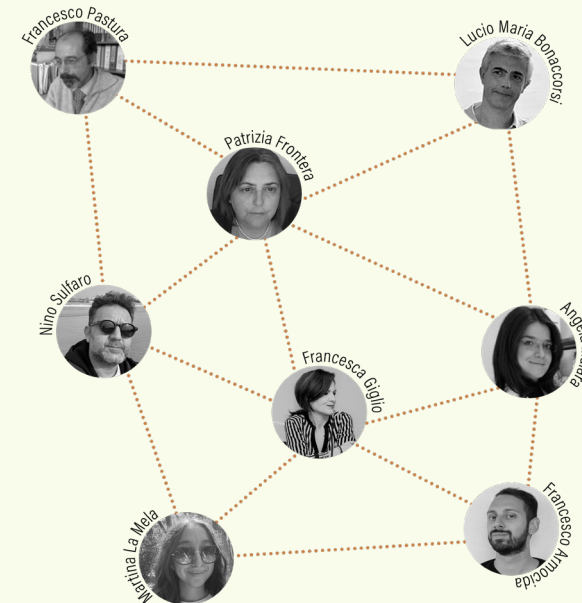 Francesco Pastura
Lucio Maria Bonaccorsi
Patrizia Frontera
Nino Sulfaro
Francesca Giglio
Martina La Mela
Francesco Armocida